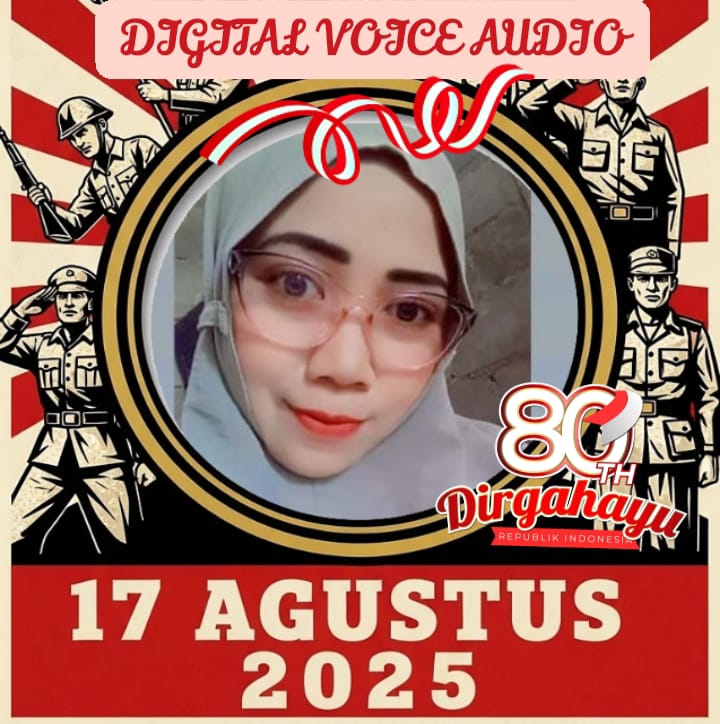 DIGITAL VOICE AUDIO
80TH
Dirgahayu
REPUBLIK INDONESIA
17 AGUSTUS
2025